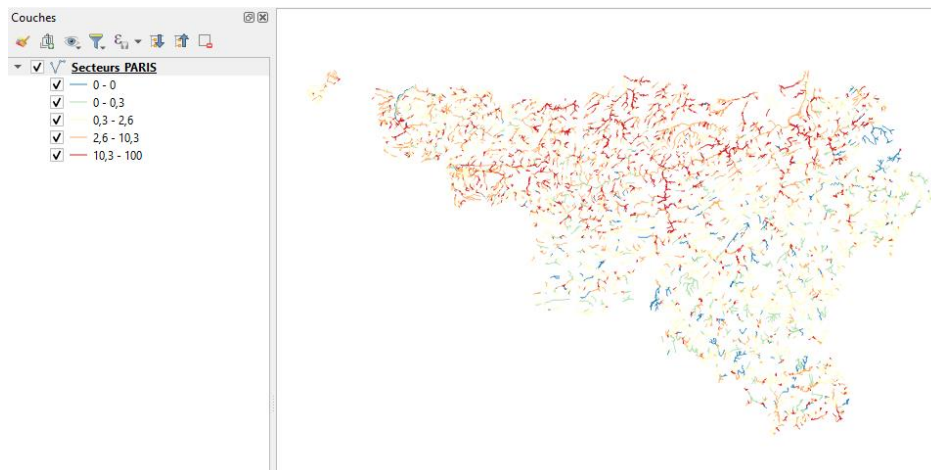 Couches
Secteurs PARIS
0 - 0
0 - 0,3
0,3 - 2,6
2,6 - 10,3
10,3 - 100